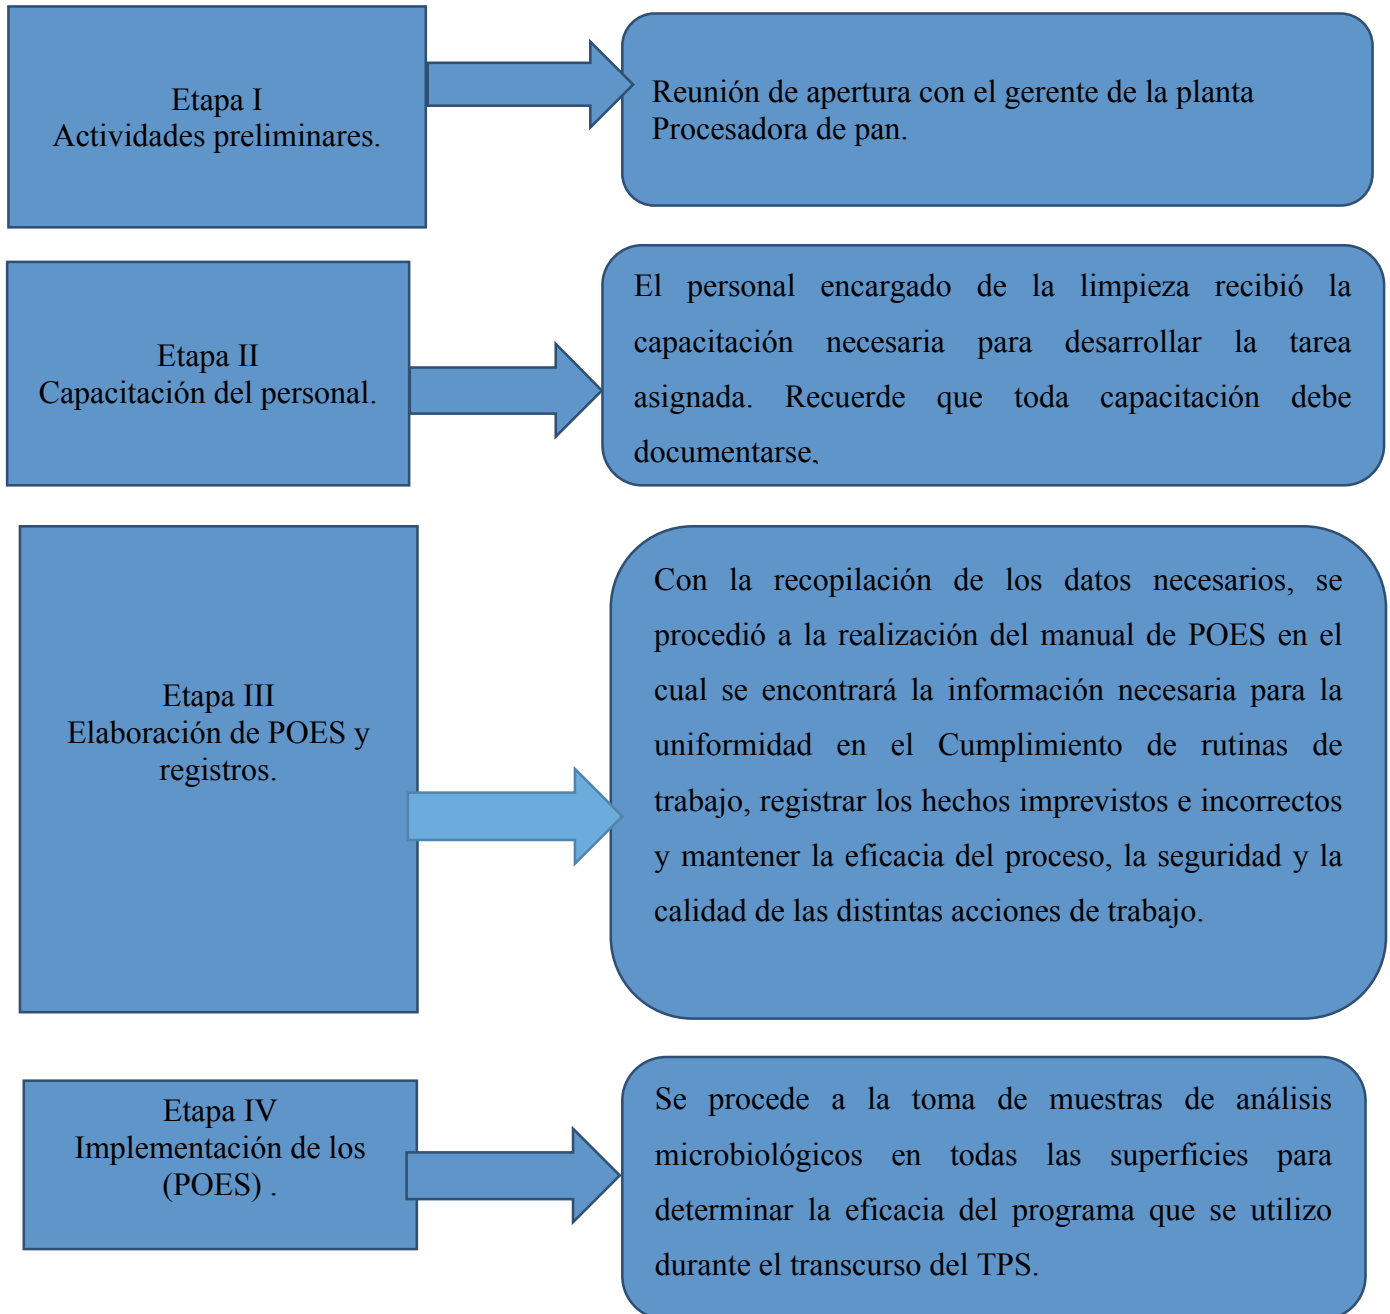 Etapa I
Actividades preliminares.
Reunión de apertura con el gerente de la planta
Procesadora de pan.
Etapa II
Capacitación del personal.
El personal encargado de la limpieza recibió la
capacitación necesaria para desarrollar la tarea
asignada. Recuerde que toda capacitación debe
documentarse.
Etapa III
Elaboración de POES y
registros.
Con la recopilación de los datos necesarios, se
procedió a la realización del manual de POES en el
cual se encontrará la información necesaria para la
uniformidad en el Cumplimiento de rutinas de
trabajo, registrar los hechos imprevistos e incorrectos
y mantener la eficacia del proceso, la seguridad y la
calidad de las distintas acciones de trabajo.
Etapa IV
Implementación de los
(POES) .
Se procede a la toma de muestras de análisis
microbiológicos en todas las superficies para
determinar la eficacia del programa que se utilizo
durante el transcurso del TPS.